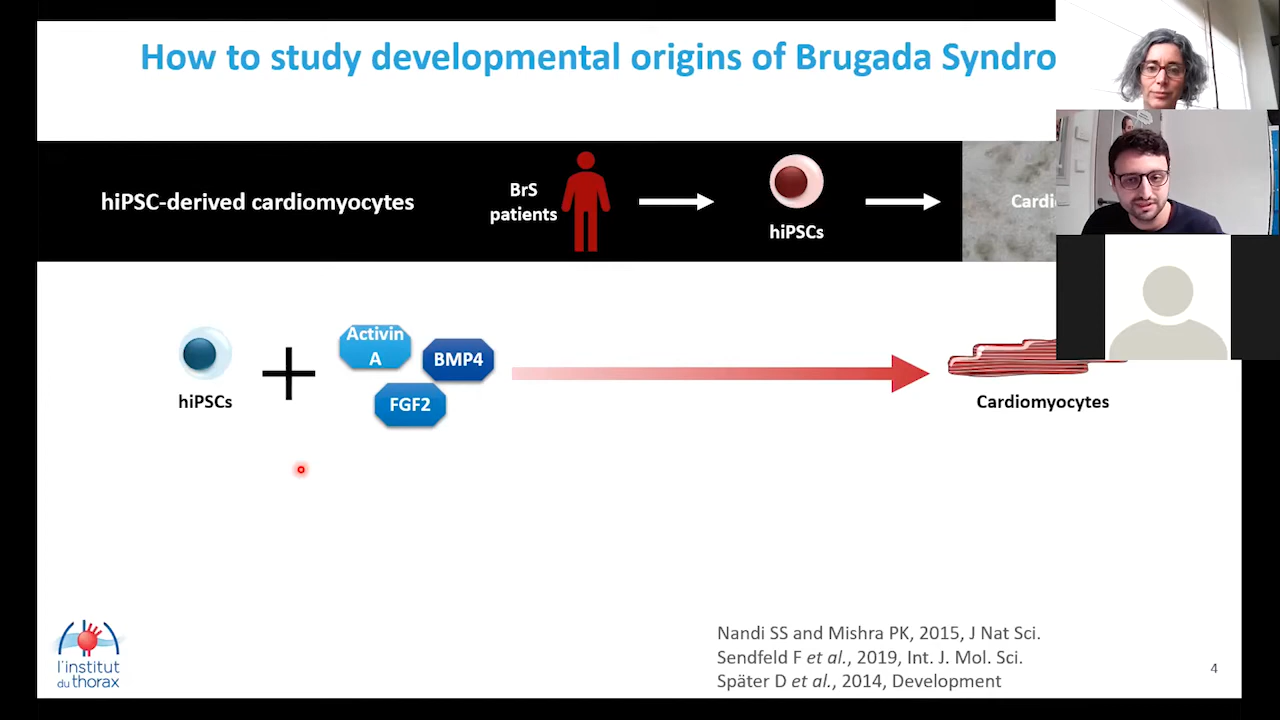 How to study developmental origins of Brugada Syndro
hiPSC-derived cardiomyocytes
BrS
patients
hiPSCs
Cardi
Activin
A
BMP4
FGF2
hiPSCs
Cardiomyocytes
Nandi SS and Mishra PK, 2015, J Nat Sci.
Sendfeld F et al., 2019, Int. J. Mol. Sci.
Später D et al., 2014, Development
l'institut
du thorax
4